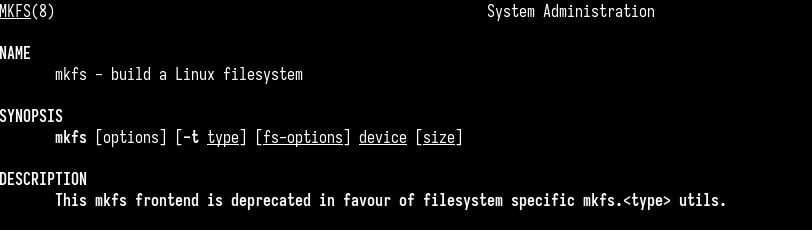 MKFS(8) System Administration
NAME
mkfs - build a Linux filesystem
SYNOPSIS
mkfs [options] [-t type] [fs-options] device [size]
DESCRIPTION
This mkfs frontend is deprecated in favour of filesystem specific mkfs.<type> utils.